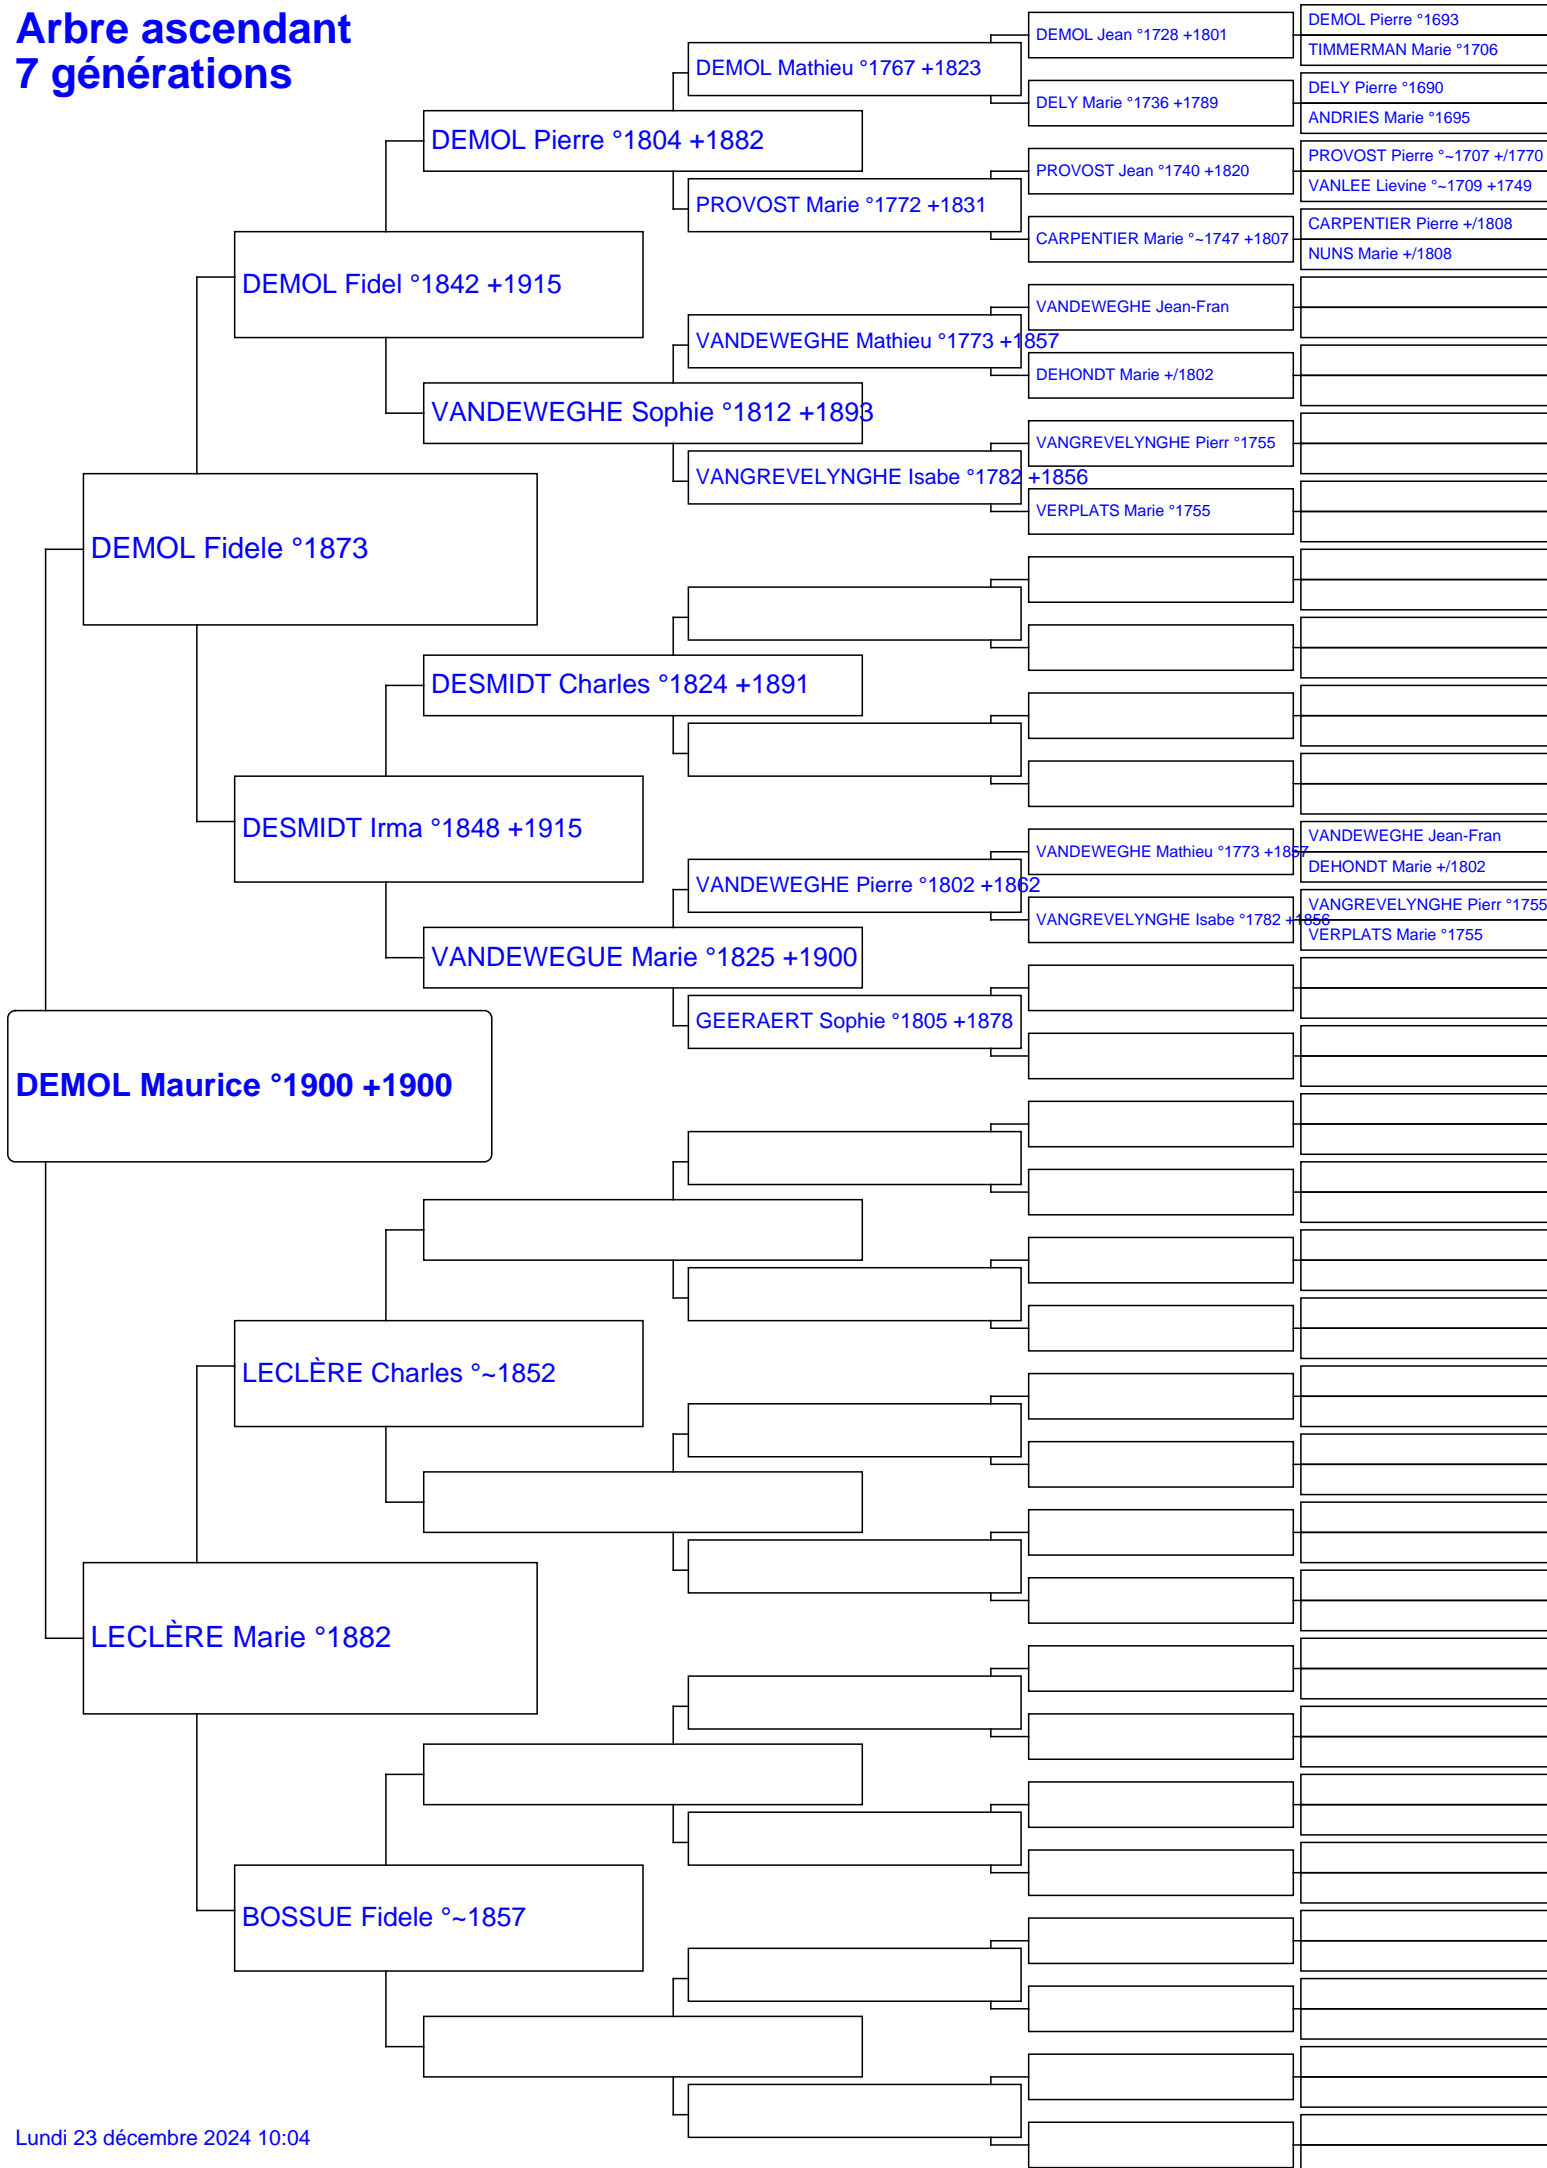 Arbre ascendant
7 générations
DEMOL Jean °1728 +1801
DEMOL Pierre °1693
TIMMERMAN Marie °1706
DEMOL Mathieu °1767 +1823
DELY Marie °1736 +1789
DELY Pierre °1690
ANDRIES Marie °1695
DEMOL Pierre °1804 +1882
PROVOST Jean °1740 +1820
PROVOST Pierre °~1707 +/1770
VANLEE Lievine °~1709 +1749
PROVOST Marie °1772 +1831
CARPENTIER Marie °~1747 +1807
CARPENTIER Pierre +/1808
NUNS Marie +/1808
DEMOL Fidel °1842 +1915
VANDEWEGHE Jean-Fran
VANDEWEGHE Mathieu °1773 +1857
DEHONDT Marie +/1802
VANDEWEGHE Sophie °1812 +1893
VANGREVELYNGHE Pierr °1755
VANGREVELYNGHE Isabe °1782 +1856
VERPLATS Marie °1755
DEMOL Fidele °1873
DESMIDT Charles °1824 +1891
DESMIDT Irma °1848 +1915
VANDEWEGHE Mathieu °1773 +1857
VANDEWEGHE Jean-Fran
DEHONDT Marie +/1802
VANDEWEGHE Pierre °1802 +1862
VANGREVELYNGHE Isabe °1782 +1856
VANGREVELYNGHE Pierr °1755
VERPLATS Marie °1755
VANDEWEGUE Marie °1825 +1900
GEERAERT Sophie °1805 +1878
DEMOL Maurice °1900 +1900
LECLÈRE Charles °~1852
LECLÈRE Marie °1882
BOSSUE Fidele °~1857
Lundi 23 décembre 2024 10:04